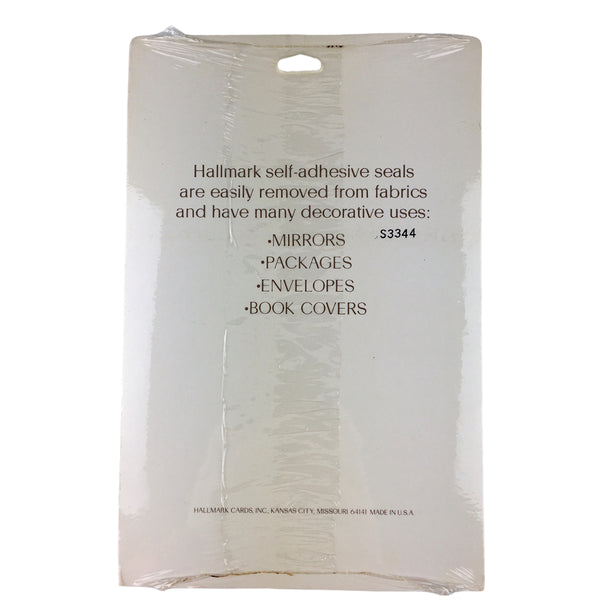 Hallmark self-adhesive seals
are easily removed from fabrics
and have many decorative uses:
•MIRRORS S3344
•PACKAGES
•ENVELOPES
•BOOK COVERS
HALLMARK CARDS, INC., KANSAS CITY, MISSOURI 64141 MADE IN U.S.A.